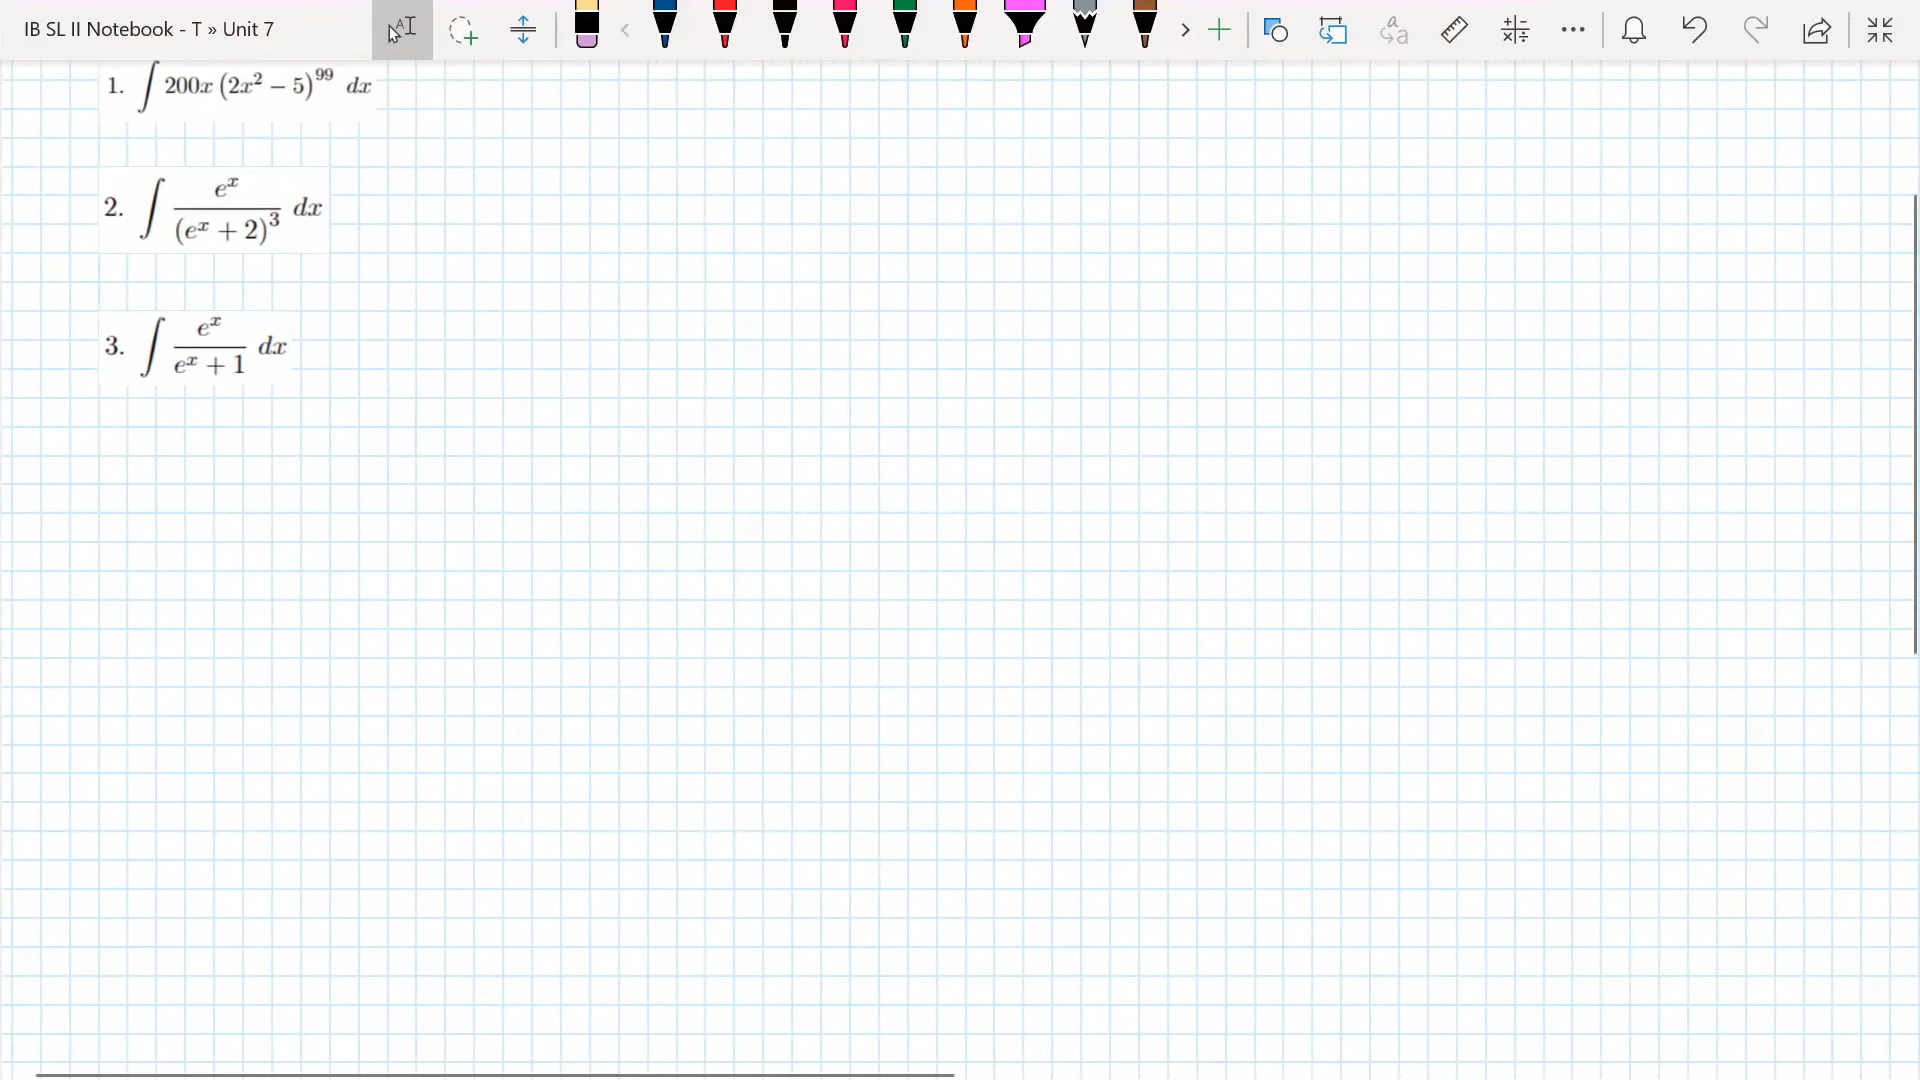 IB SL II Notebook - T » Unit 7
1. ∫ 200x (2x² − 5)⁹⁹ dx
2. ∫ eˣ / (eˣ + 2)³ dx
3. ∫ eˣ / (eˣ + 1) dx